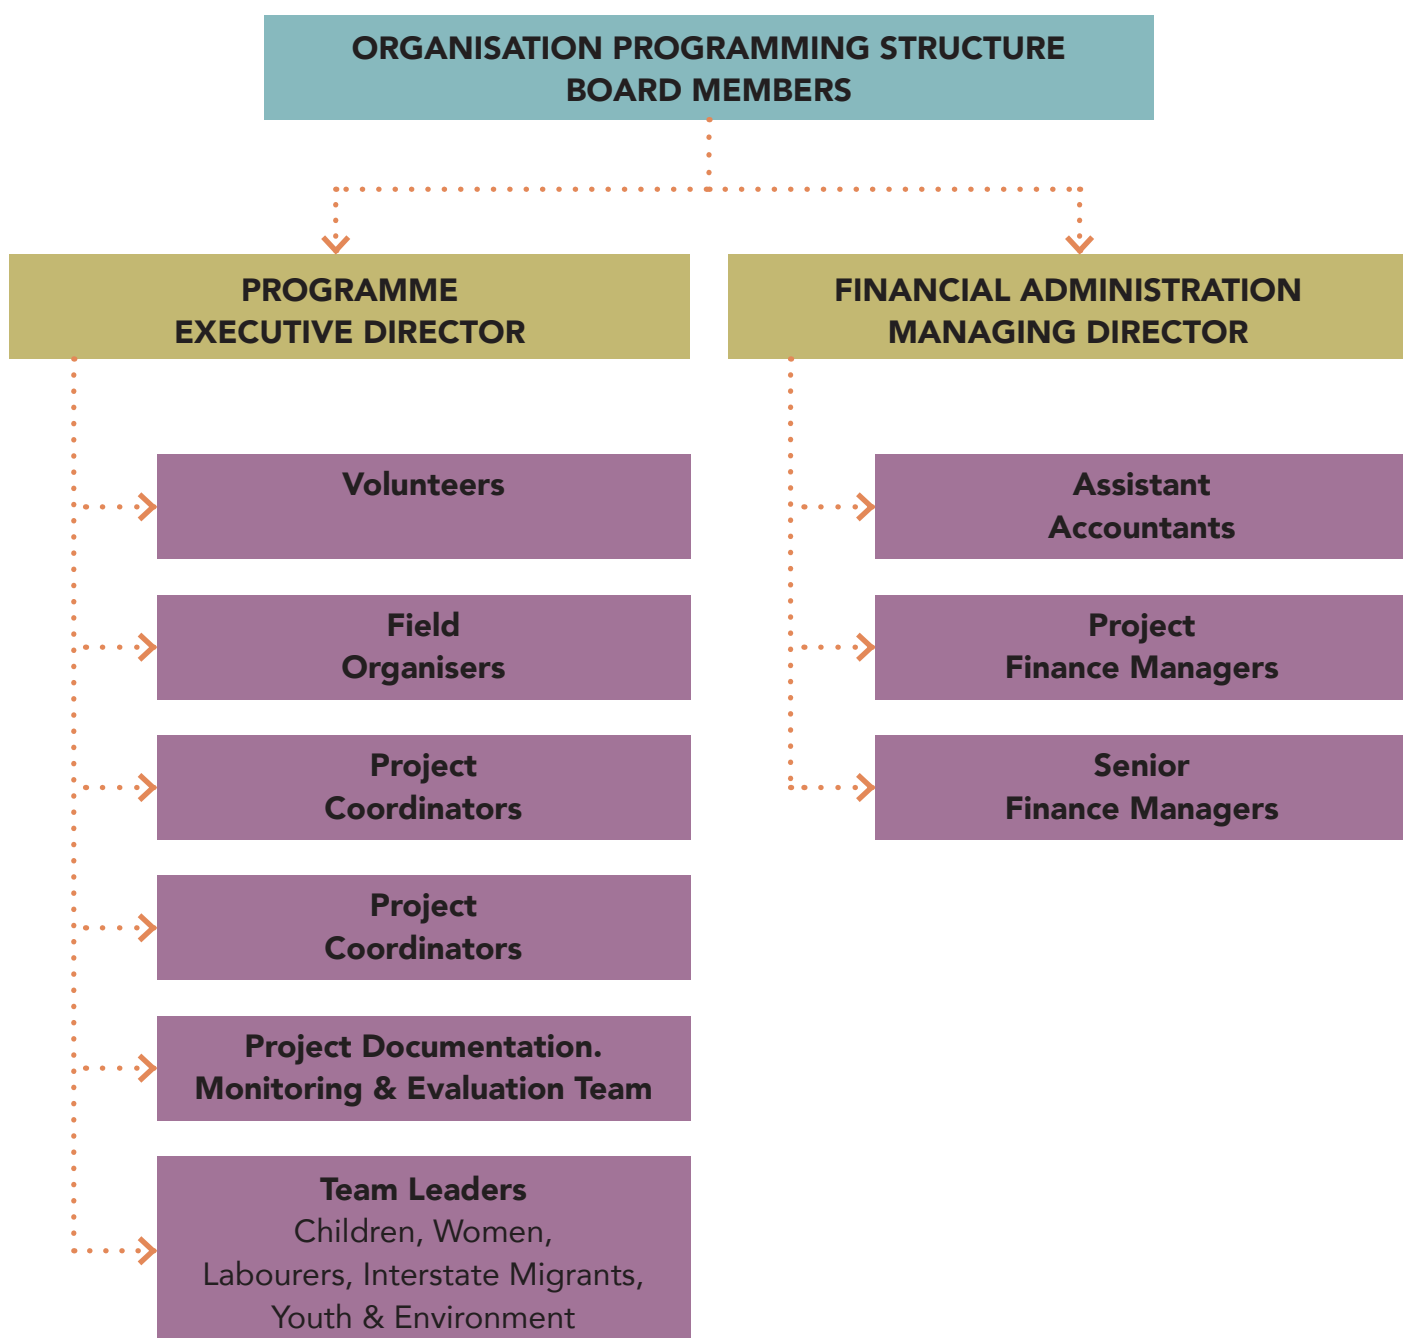 ORGANISATION PROGRAMMING STRUCTURE
BOARD MEMBERS
PROGRAMME
EXECUTIVE DIRECTOR
FINANCIAL ADMINISTRATION
MANAGING DIRECTOR
Volunteers
Field
Organisers
Project
Coordinators
Project
Coordinators
Project Documentation.
Monitoring & Evaluation Team
Team Leaders
Children, Women,
Labourers, Interstate Migrants,
Youth & Environment
Assistant
Accountants
Project
Finance Managers
Senior
Finance Managers